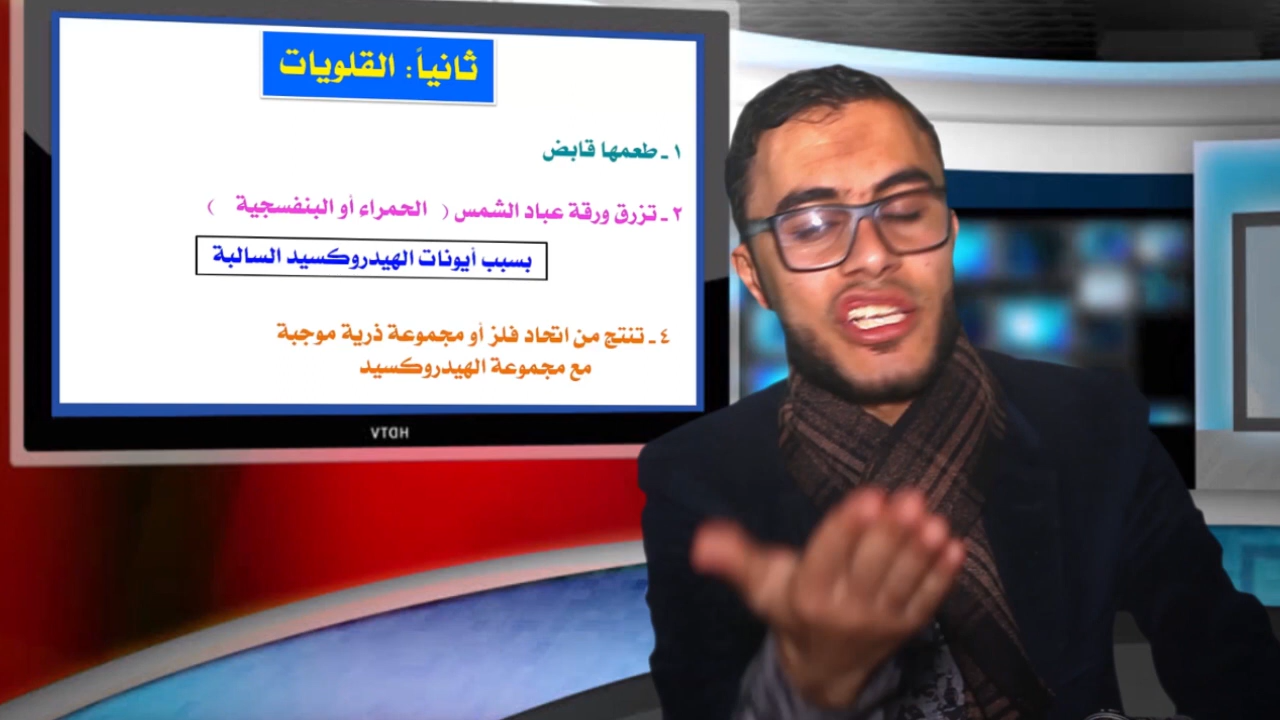 ثانياً: القلويات
١ ـ طعمها قابض
٢ ـ تزرق ورقة عباد الشمس ( الحمراء أو البنفسجية )
بسبب أيونات الهيدروكسيد السالبة
٤ ـ تنتج من اتحاد فلز أو مجموعة ذرية موجبة
مع مجموعة الهيدروكسيد
VTAH